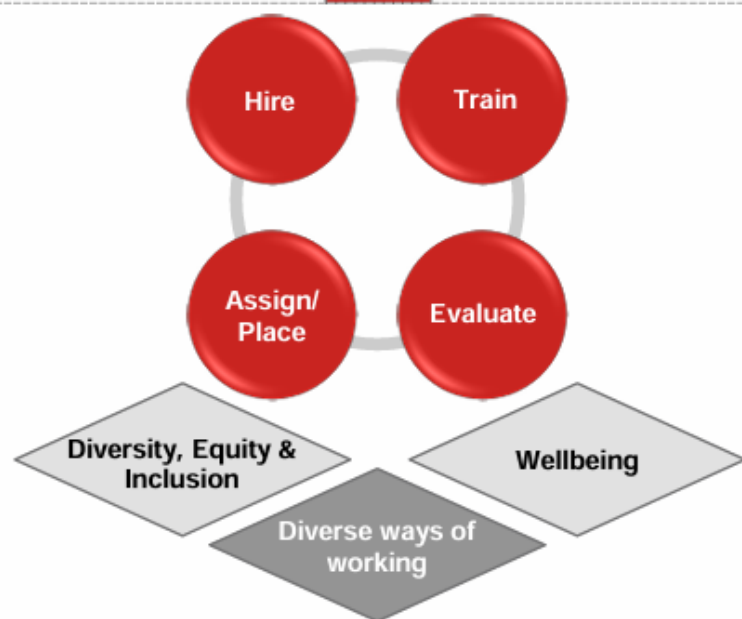 Hire
Train
Assign/
Place
Evaluate
Diversity, Equity &
Inclusion
Wellbeing
Diverse ways of
working